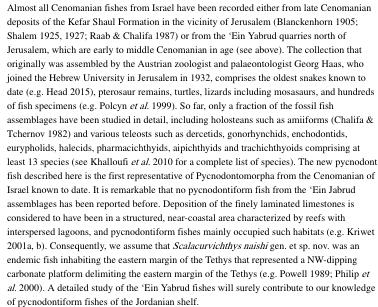 Almost all Cenomanian fishes from Israel have been recorded either from late Cenomanian
deposits of the Kefar Shaul Formation in the vicinity of Jerusalem (Blanckenhorn 1905;
Shalem 1925, 1927; Raab & Chalifa 1987) or from the ‘Ein Yabrud quarries north of
Jerusalem, which are early to middle Cenomanian in age (see above). The collection that
originally was assembled by the Austrian zoologist and palaeontologist Georg Haas, who
joined the Hebrew University in Jerusalem in 1932, comprises the oldest snakes known to
date (e.g. Head 2015), pterosaur remains, turtles, lizards including mosasaurs, and hundreds
of fish specimens (e.g. Polcyn et al. 1999). So far, only a fraction of the fossil fish
assemblages have been studied in detail, including holosteans such as amiiforms (Chalifa &
Tchernov 1982) and various teleosts such as dercetids, gonorhynchids, enchodontids,
eurypholids, halecids, pharmacichthyids, aipichthyids and trachichthyoids comprising at
least 13 species (see Khalloufi et al. 2010 for a complete list of species). The new pycnodont
fish described here is the first representative of Pycnodontomorpha from the Cenomanian of
Israel known to date. It is remarkable that no pycnodontiform fish from the ‘Ein Jabrud
assemblages has been reported before. Deposition of the finely laminated limestones is
considered to have been in a structured, near-coastal area characterized by reefs with
interspersed lagoons, and pycnodontiform fishes mainly occupied such habitats (e.g. Kriwet
2001a, b). Consequently, we assume that Scalacurvichthys naishi gen. et sp. nov. was an
endemic fish inhabiting the eastern margin of the Tethys that represented a NW-dipping
carbonate platform delimiting the eastern margin of the Tethys (e.g. Powell 1989; Philip et
al. 2000). A detailed study of the ‘Ein Yabrud fishes will surely contribute to our knowledge
of pycnodontiform fishes of the Jordanian shelf.